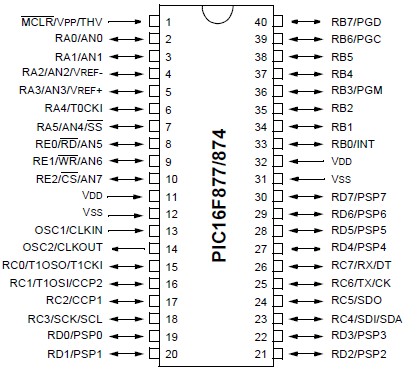 M̅C̅L̅R̅/VPP/THV 1
RA0/AN0 2
RA1/AN1 3
RA2/AN2/VREF- 4
RA3/AN3/VREF+ 5
RA4/T0CKI 6
RA5/AN4/S̅S̅ 7
RE0/R̅D̅/AN5 8
RE1/W̅R̅/AN6 9
RE2/C̅S̅/AN7 10
VDD 11
VSS 12
OSC1/CLKIN 13
OSC2/CLKOUT 14
RC0/T1OSO/T1CKI 15
RC1/T1OSI/CCP2 16
RC2/CCP1 17
RC3/SCK/SCL 18
RD0/PSP0 19
RD1/PSP1 20
PIC16F877/874
40 RB7/PGD
39 RB6/PGC
38 RB5
37 RB4
36 RB3/PGM
35 RB2
34 RB1
33 RB0/INT
32 VDD
31 VSS
30 RD7/PSP7
29 RD6/PSP6
28 RD5/PSP5
27 RD4/PSP4
26 RC7/RX/DT
25 RC6/TX/CK
24 RC5/SDO
23 RC4/SDI/SDA
22 RD3/PSP3
21 RD2/PSP2